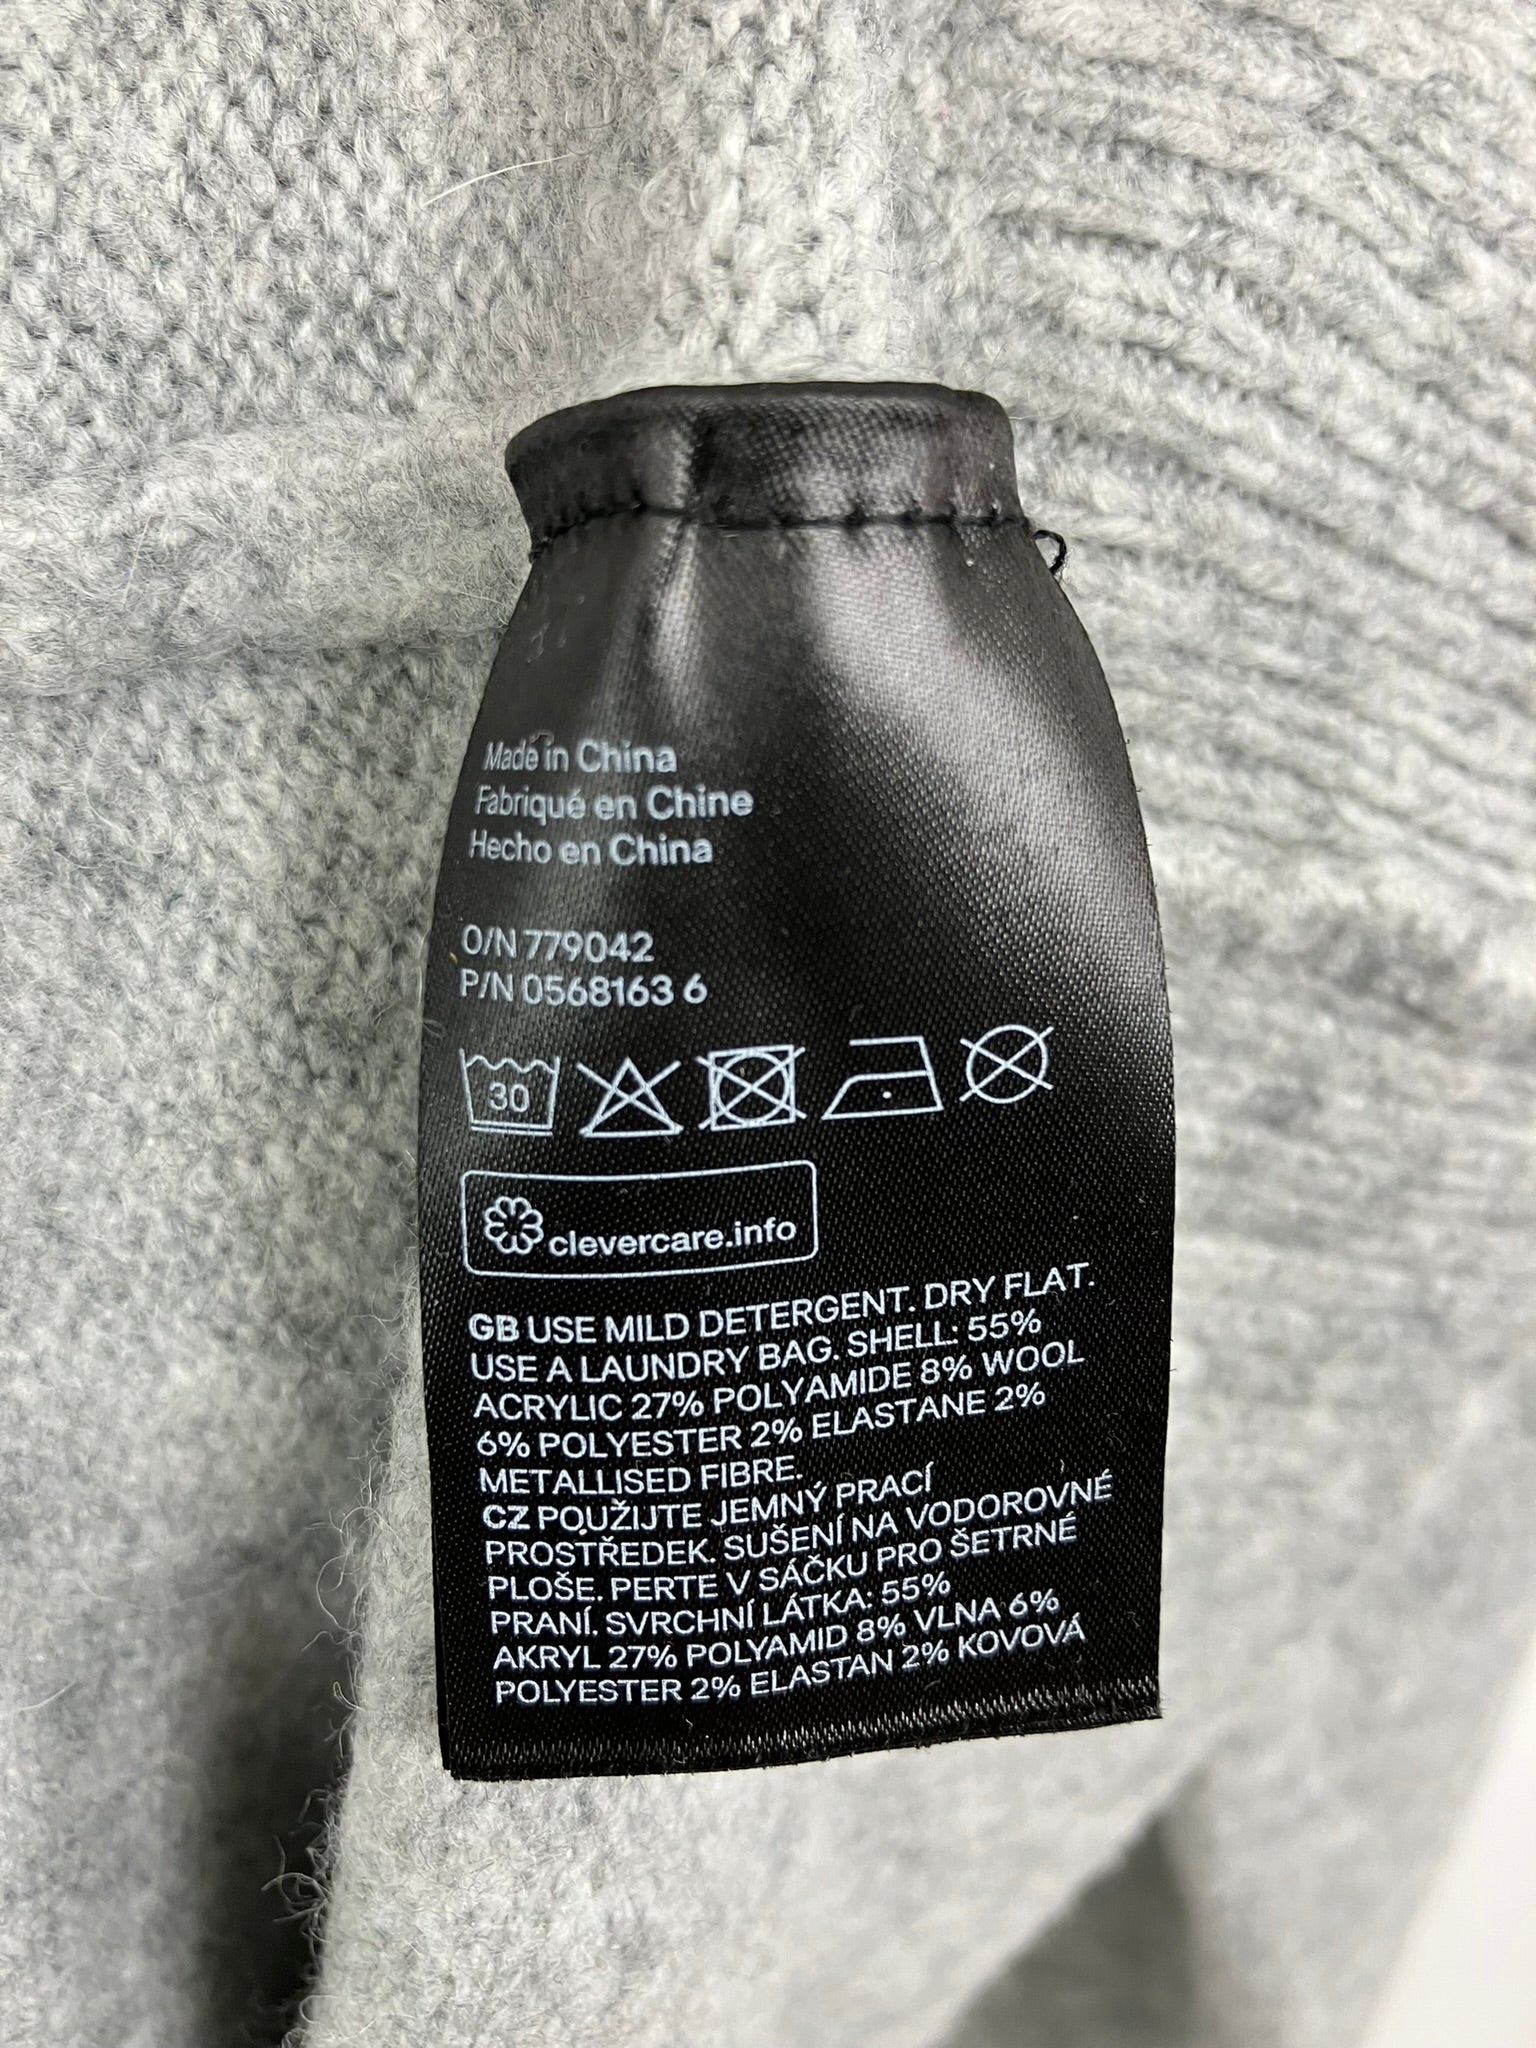 Made in China
Fabriqué en Chine
Hecho en China
O/N 779042
P/N 0568163 6
30
clevercare.info
GB USE MILD DETERGENT. DRY FLAT.
USE A LAUNDRY BAG. SHELL: 55%
ACRYLIC 27% POLYAMIDE 8% WOOL
6% POLYESTER 2% ELASTANE 2%
METALLISED FIBRE.
CZ POUŽIJTE JEMNÝ PRACÍ
PROSTŘEDEK. SUŠENÍ NA VODOROVNÉ
PLOŠE. PERTE V SÁČKU PRO ŠETRNÉ
PRANÍ. SVRCHNÍ LÁTKA: 55%
AKRYL 27% POLYAMID 8% VLNA 6%
POLYESTER 2% ELASTAN 2% KOVOVÁ